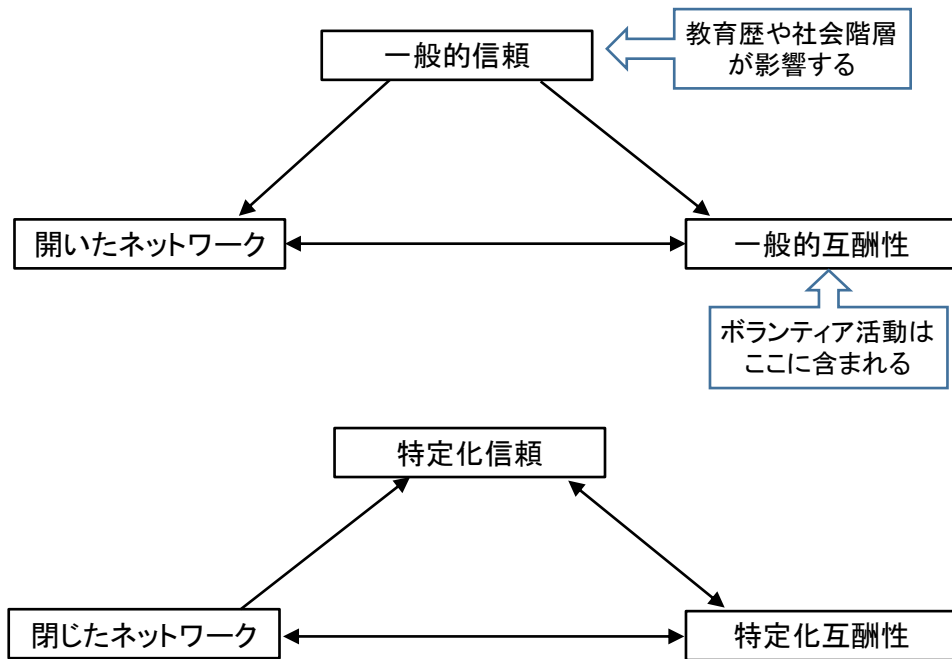 教育歴や社会階層
が影響する
一般的信頼
開いたネットワーク
一般的互酬性
ボランティア活動は
ここに含まれる
特定化信頼
閉じたネットワーク
特定化互酬性